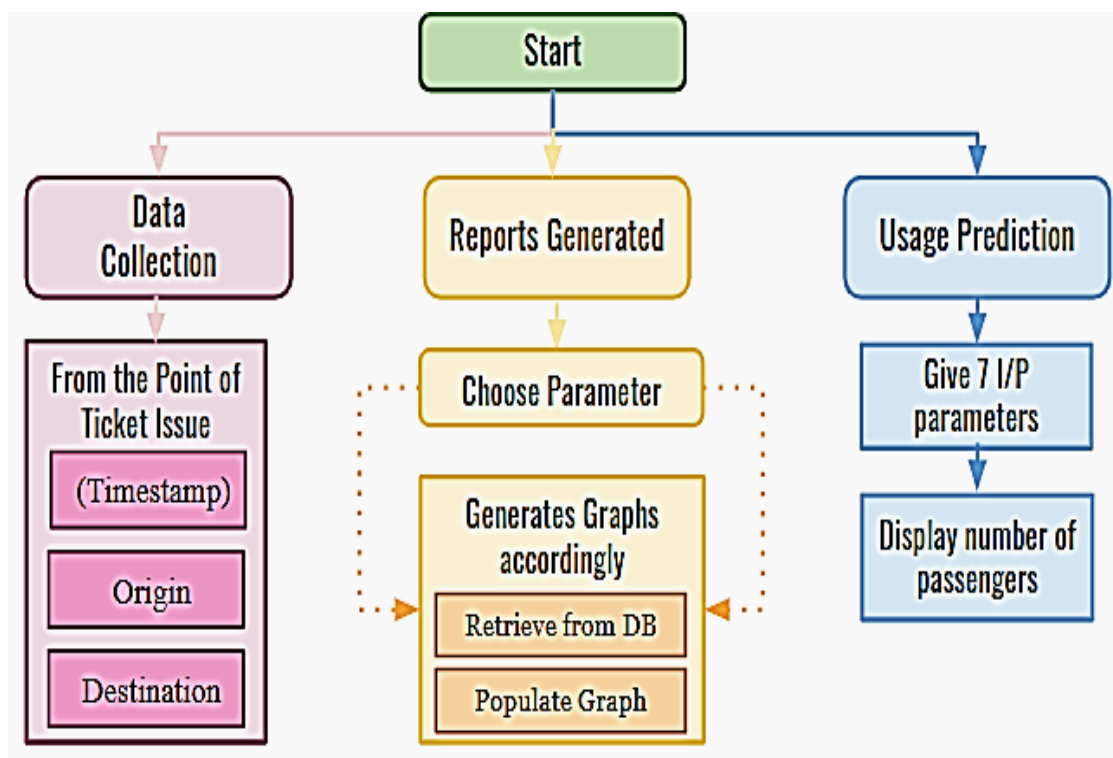 Start
Data
Collection
From the Point of
Ticket Issue
(Timestamp)
Origin
Destination
Reports Generated
Choose Parameter
Generates Graphs
accordingly
Retrieve from DB
Populate Graph
Usage Prediction
Give 7 I/P
parameters
Display number of
passengers